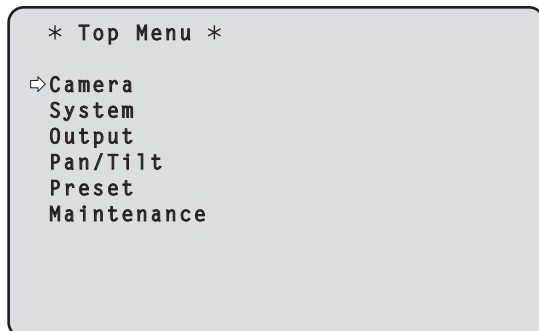 * Top Menu *
⇨Camera
System
Output
Pan/Tilt
Preset
Maintenance